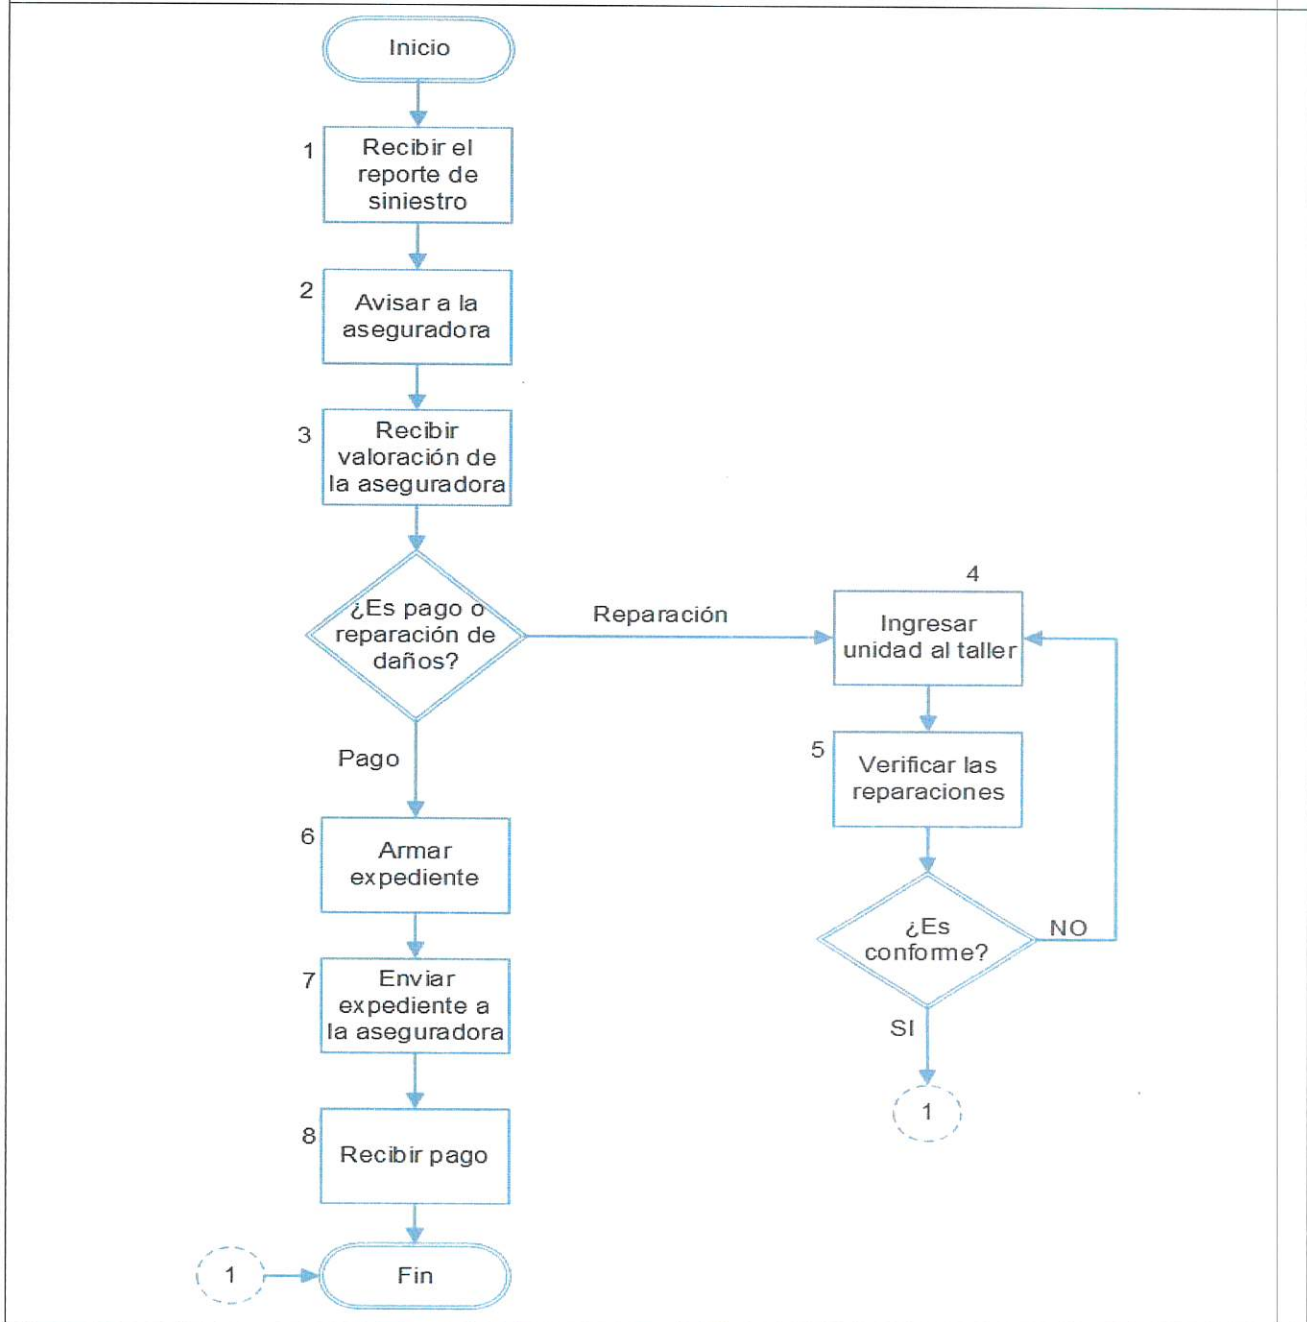 Inicio
1
Recibir el
reporte de
siniestro
2
Avisar a la
aseguradora
3
Recibir
valoración de
la aseguradora
¿Es pago o
reparación de
daños?
Reparación
4
Ingresar
unidad al taller
5
Verificar las
reparaciones
¿Es
conforme?
NO
SI
1
Pago
6
Armar
expediente
7
Enviar
expediente a
la aseguradora
8
Recibir pago
1
Fin